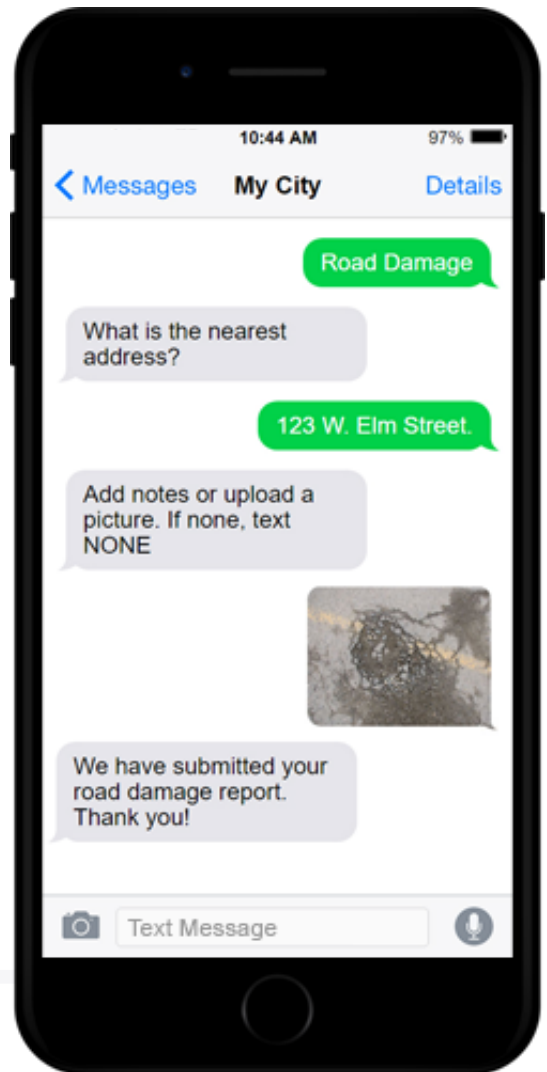 10:44 AM 97%
Messages My City Details
Road Damage
What is the nearest
address?
123 W. Elm Street.
Add notes or upload a
picture. If none, text
NONE
We have submitted your
road damage report.
Thank you!
Text Message